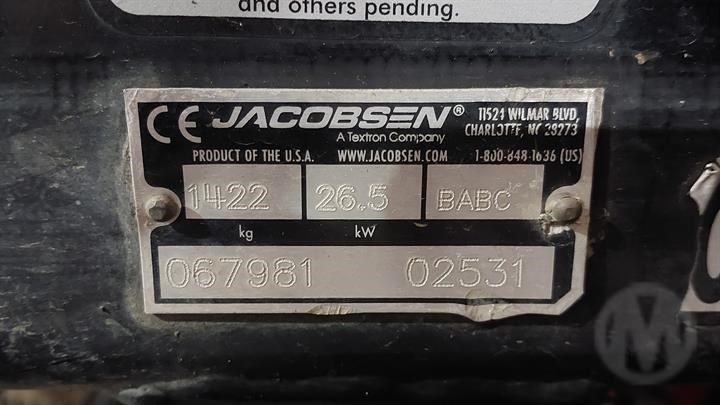 and others pending.
CE JACOBSEN®
A Textron Company
11524 WILMAR BLVD,
CHARLOTTE, NC 28273
PRODUCT OF THE U.S.A. WWW.JACOBSEN.COM 1-800-848-1636 (US)
1422 26.5 BABC
kg kW
067981 02531
M